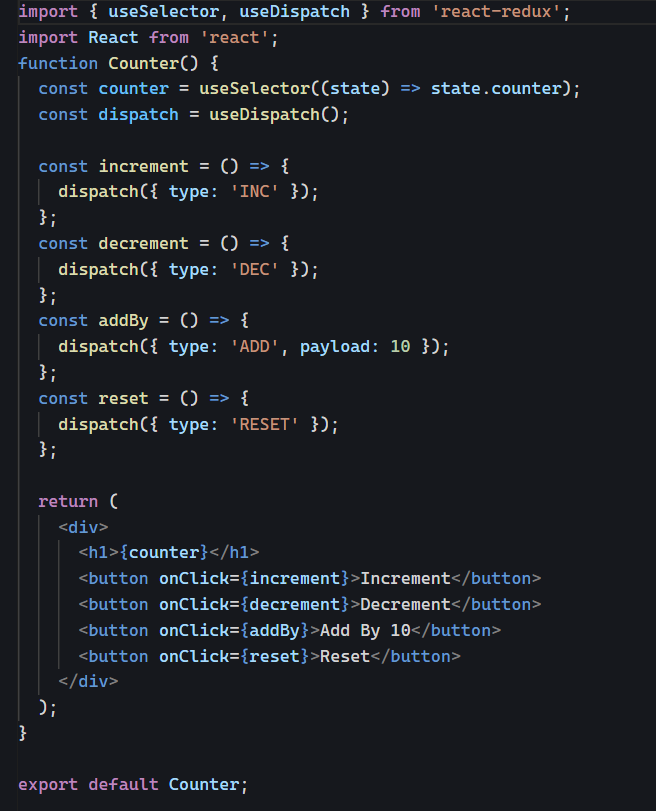 import { useSelector, useDispatch } from 'react-redux';
import React from 'react';
function Counter() {
  const counter = useSelector((state) => state.counter);
  const dispatch = useDispatch();

  const increment = () => {
    dispatch({ type: 'INC' });
  };
  const decrement = () => {
    dispatch({ type: 'DEC' });
  };
  const addBy = () => {
    dispatch({ type: 'ADD', payload: 10 });
  };
  const reset = () => {
    dispatch({ type: 'RESET' });
  };

  return (
    <div>
      <h1>{counter}</h1>
      <button onClick={increment}>Increment</button>
      <button onClick={decrement}>Decrement</button>
      <button onClick={addBy}>Add By 10</button>
      <button onClick={reset}>Reset</button>
    </div>
  );
}

export default Counter;